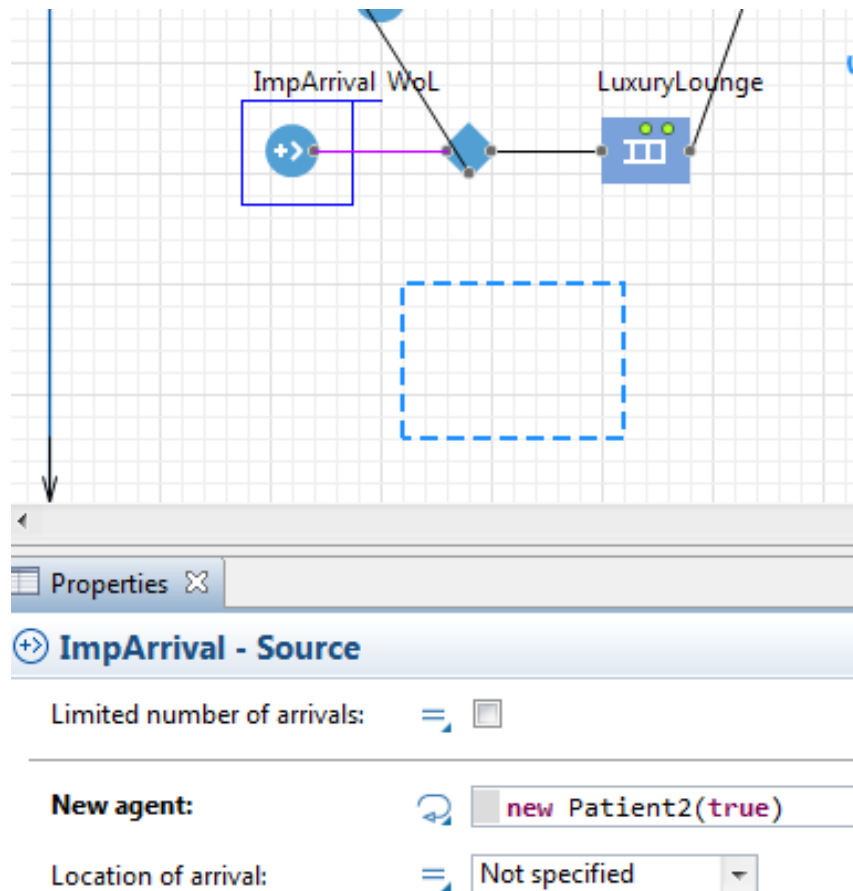 ImpArrival WoL LuxuryLounge
Properties
ImpArrival - Source
Limited number of arrivals:
New agent: new Patient2(true)
Location of arrival: Not specified